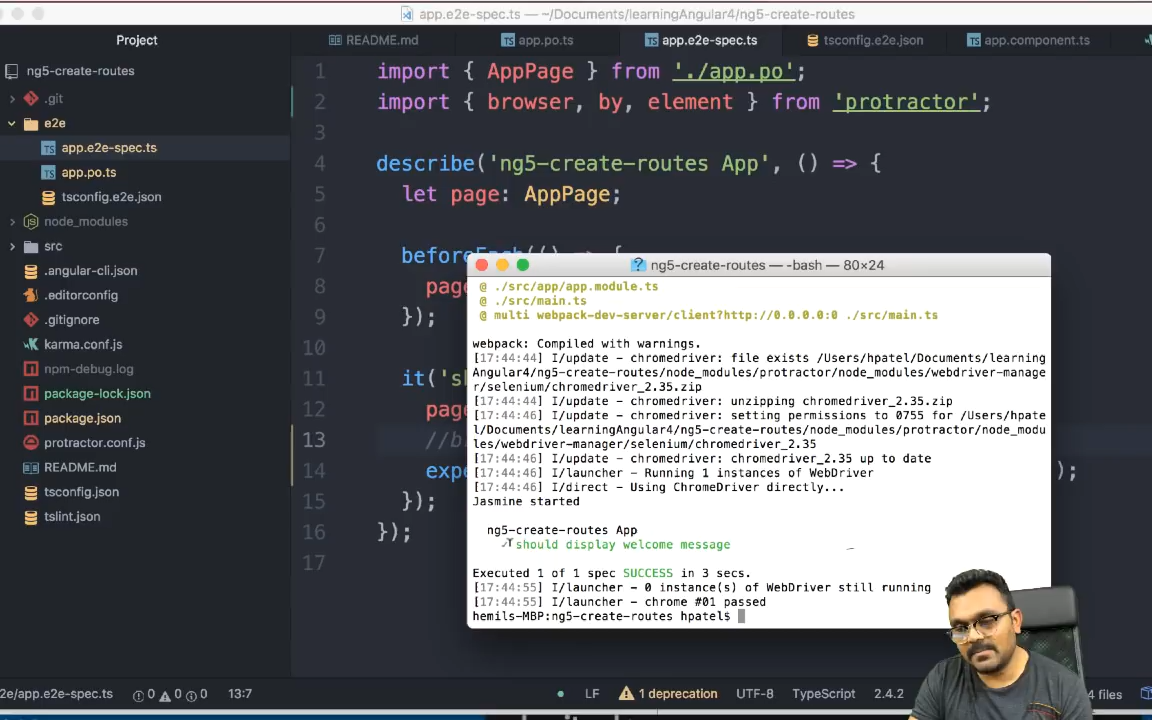 app.e2e-spec.ts — ~/Documents/learningAngular4/ng5-create-routes
Project
README.md
app.po.ts
app.e2e-spec.ts
tsconfig.e2e.json
app.component.ts
ng5-create-routes
.git
e2e
app.e2e-spec.ts
app.po.ts
tsconfig.e2e.json
node_modules
src
.angular-cli.json
.editorconfig
.gitignore
karma.conf.js
npm-debug.log
package-lock.json
package.json
protractor.conf.js
README.md
tsconfig.json
tslint.json
1 import { AppPage } from './app.po';
2 import { browser, by, element } from 'protractor';
3
4 describe('ng5-create-routes App', () => {
5 let page: AppPage;
6
7
8
9 });
10
11 it(
12
13
14 );
15 });
16 });
17
ng5-create-routes — -bash — 80×24
@ ./src/app/app.module.ts
@ ./src/main.ts
@ multi webpack-dev-server/client?http://0.0.0.0:0 ./src/main.ts
webpack: Compiled with warnings.
[17:44:44] I/update - chromedriver: file exists /Users/hpatel/Documents/learning
Angular4/ng5-create-routes/node_modules/protractor/node_modules/webdriver-manage
r/selenium/chromedriver_2.35.zip
[17:44:44] I/update - chromedriver: unzipping chromedriver_2.35.zip
[17:44:46] I/update - chromedriver: setting permissions to 0755 for /Users/hpate
l/Documents/learningAngular4/ng5-create-routes/node_modules/protractor/node_modu
les/webdriver-manager/selenium/chromedriver_2.35
[17:44:46] I/update - chromedriver: chromedriver_2.35 up to date
[17:44:46] I/launcher - Running 1 instances of WebDriver
[17:44:46] I/direct - Using ChromeDriver directly...
Jasmine started
ng5-create-routes App
should display welcome message
Executed 1 of 1 spec SUCCESS in 3 secs.
[17:44:55] I/launcher - 0 instance(s) of WebDriver still running
[17:44:55] I/launcher - chrome #01 passed
hemils-MBP:ng5-create-routes hpatel$
e2e/app.e2e-spec.ts 0 0 0 13:7 LF 1 deprecation UTF-8 TypeScript 2.4.2 4 files